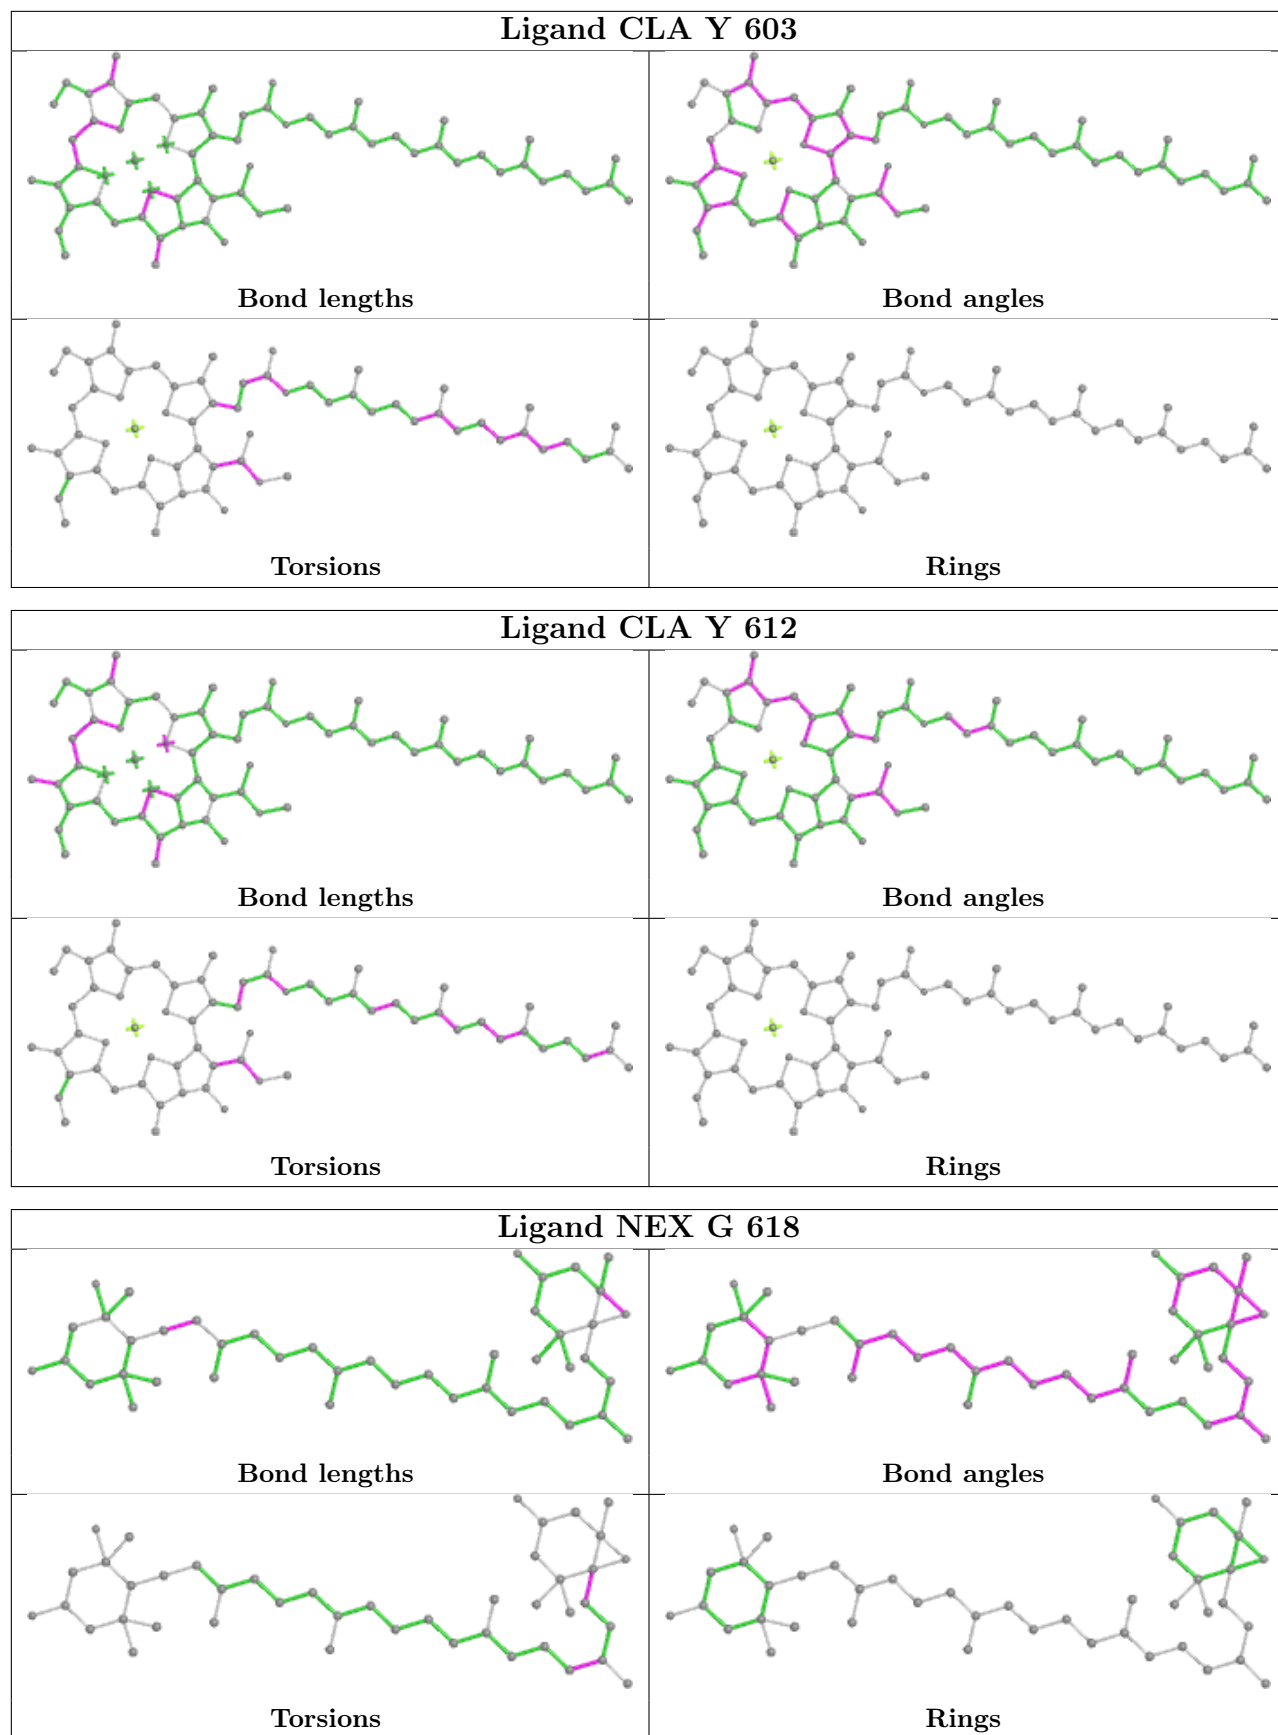 Ligand CLA Y 603
Bond lengths
Bond angles
Torsions
Rings
Ligand CLA Y 612
Bond lengths
Bond angles
Torsions
Rings
Ligand NEX G 618
Bond lengths
Bond angles
Torsions
Rings